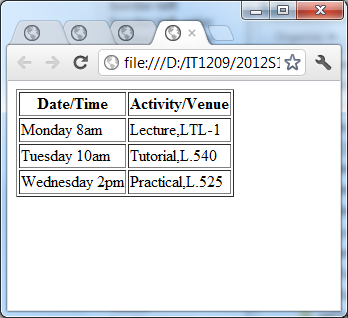 file:///D:/IT1209/2012S1
Date/Time Activity/Venue
Monday 8am Lecture,LTL-1
Tuesday 10am Tutorial,L.540
Wednesday 2pm Practical,L.525